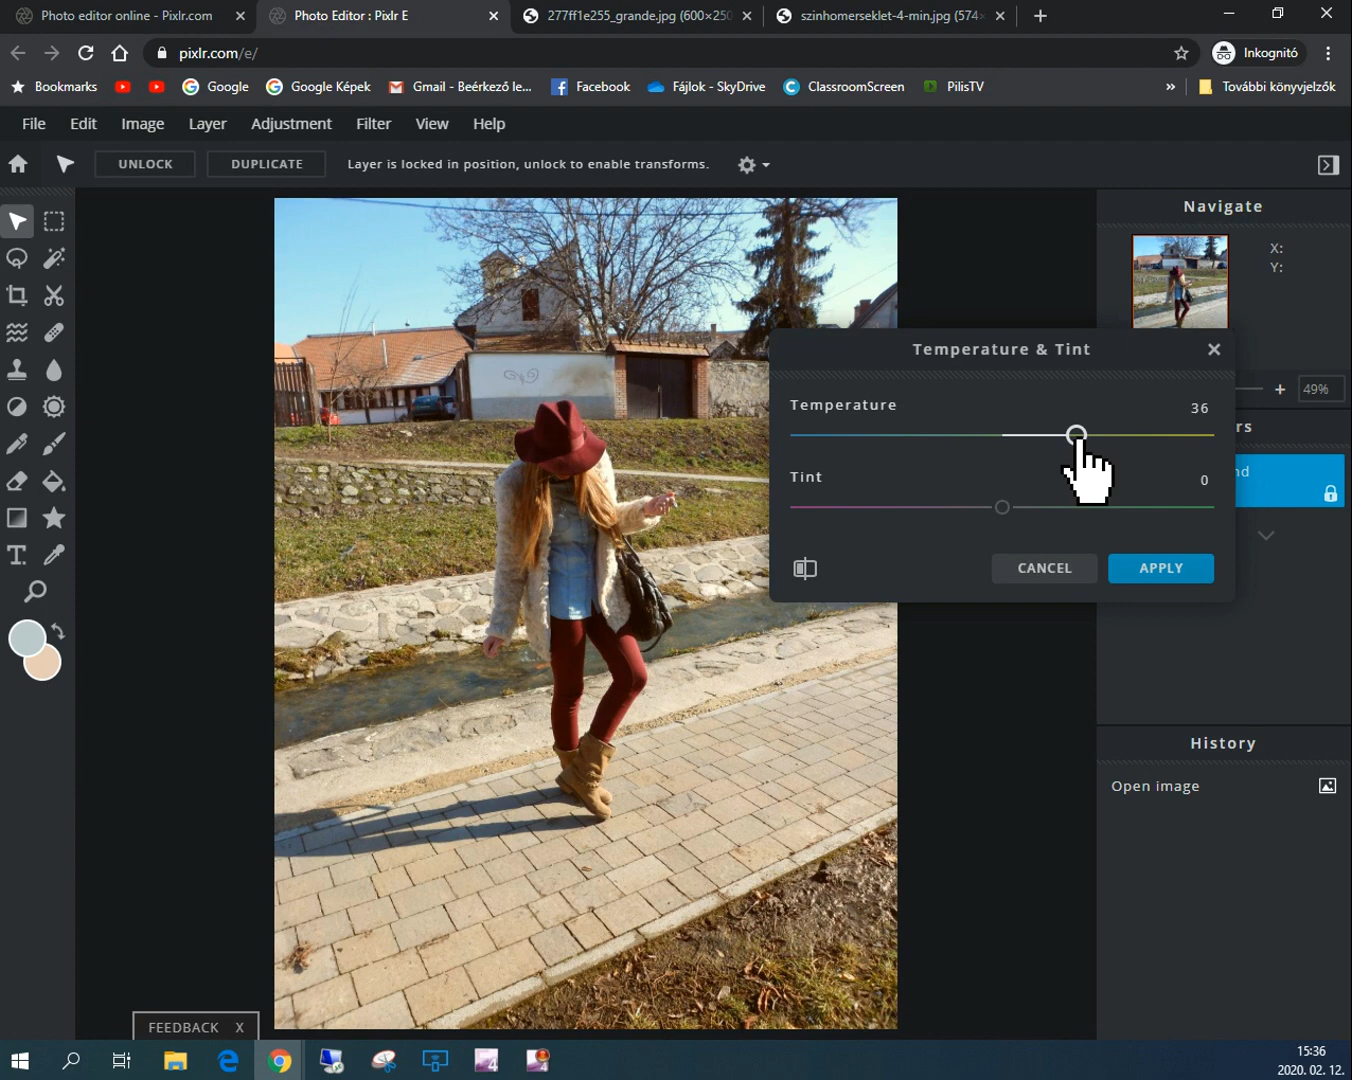 Photo editor online - Pixlr.com
Photo Editor : Pixlr E
277ff1e255_grande.jpg (600×250
szinhomerseklet-4-min.jpg (574×
pixlr.com/e/
Inkognitó
Bookmarks
Google
Google Képek
Gmail - Beérkező le...
Facebook
Fájlok - SkyDrive
ClassroomScreen
PilisTV
»
További könyvjelzők
File Edit Image Layer Adjustment Filter View Help
UNLOCK
DUPLICATE
Layer is locked in position, unlock to enable transforms.
Navigate
X:
Y:
Temperature & Tint
49%
Temperature
36
rs
Tint
0
nd
CANCEL
APPLY
History
Open image
FEEDBACK X
15:36
2020. 02. 12.